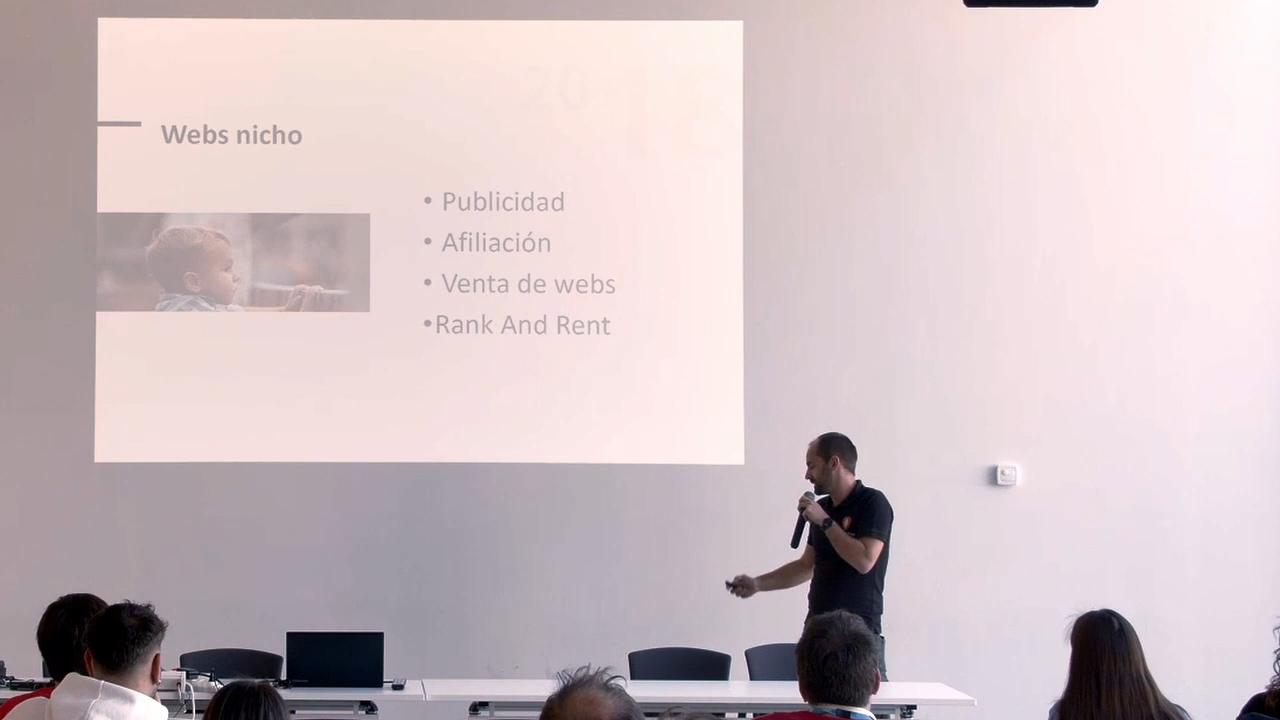 Webs nicho
• Publicidad
• Afiliación
• Venta de webs
•Rank And Rent